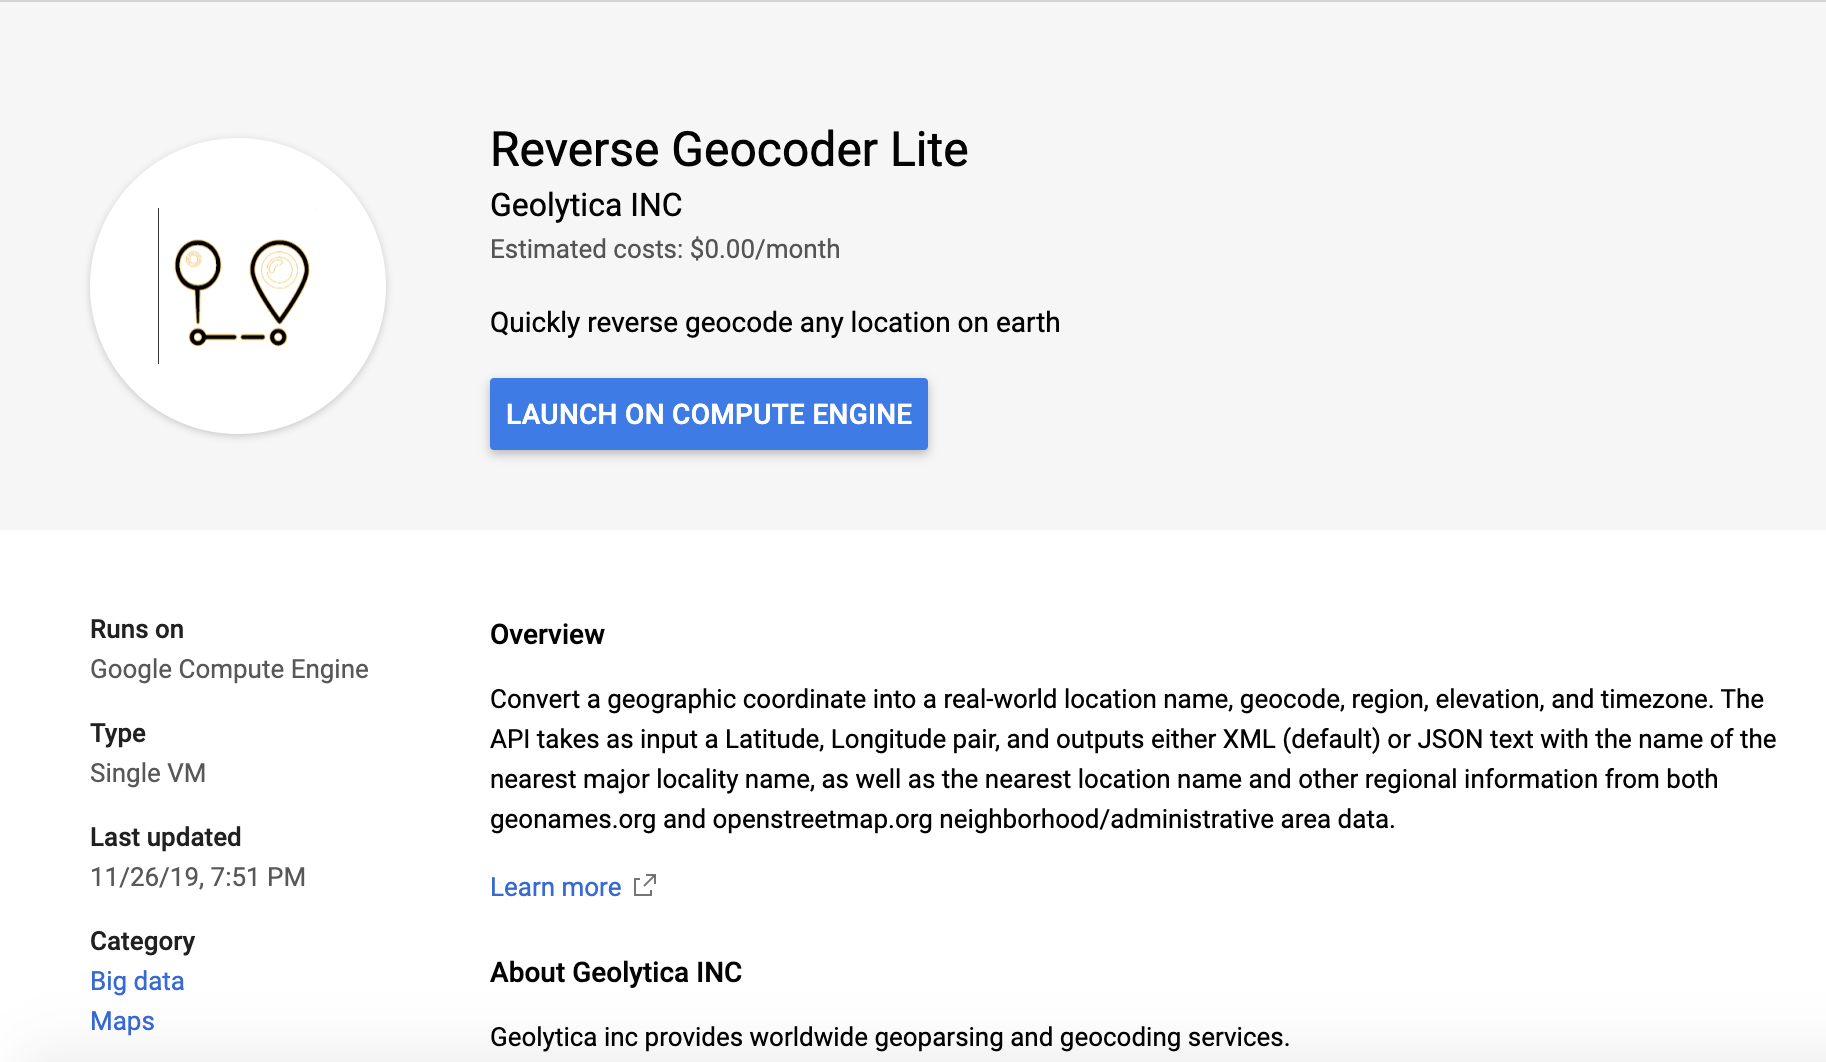 Reverse Geocoder Lite
Geolytica INC
Estimated costs: $0.00/month
Quickly reverse geocode any location on earth
LAUNCH ON COMPUTE ENGINE
Runs on
Google Compute Engine
Type
Single VM
Last updated
11/26/19, 7:51 PM
Category
Big data
Maps
Overview
Convert a geographic coordinate into a real-world location name, geocode, region, elevation, and timezone. The
API takes as input a Latitude, Longitude pair, and outputs either XML (default) or JSON text with the name of the
nearest major locality name, as well as the nearest location name and other regional information from both
geonames.org and openstreetmap.org neighborhood/administrative area data.
Learn more
About Geolytica INC
Geolytica inc provides worldwide geoparsing and geocoding services.